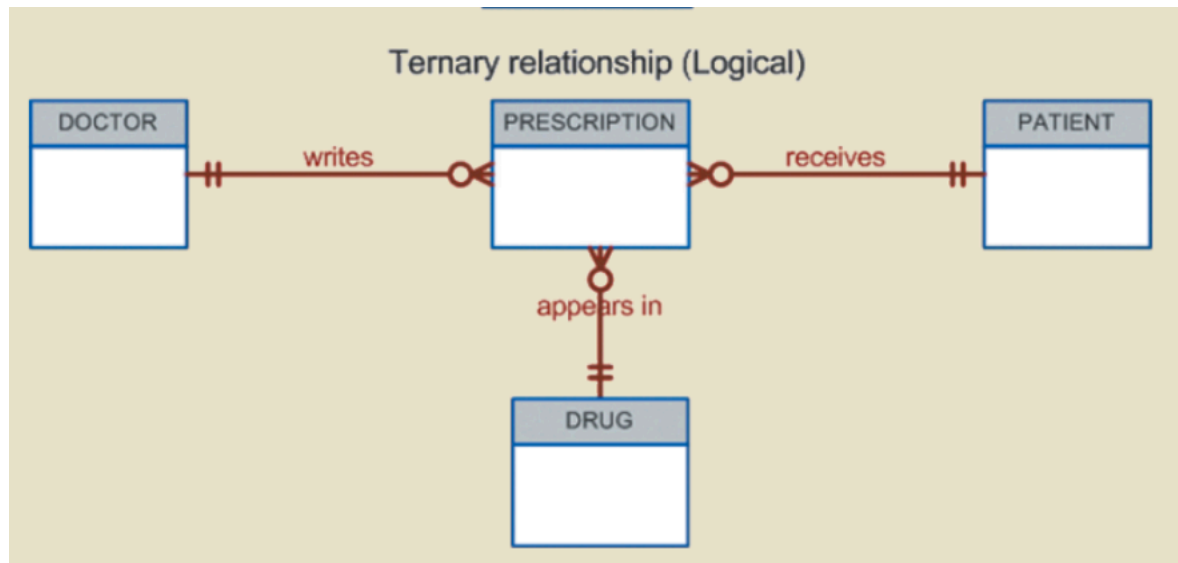 Ternary relationship (Logical)
DOCTOR
PRESCRIPTION
PATIENT
writes
receives
appears in
DRUG